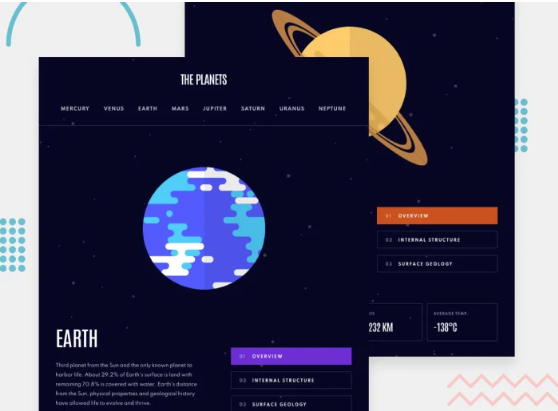 THE PLANETS
MERCURY VENUS EARTH MARS JUPITER SATURN URANUS NEPTUNE
EARTH
Third planet from the Sun and the only known planet to
harbor life. About 29.2% of Earth's surface is land with
remaining 70.8% is covered with water. Earth's distance
from the Sun, physical properties and geological history
have allowed life to evolve and thrive.
01 OVERVIEW
02 INTERNAL STRUCTURE
03 SURFACE GEOLOGY
01 OVERVIEW
02 INTERNAL STRUCTURE
03 SURFACE GEOLOGY
232 KM
AVERAGE TEMP.
-138°C